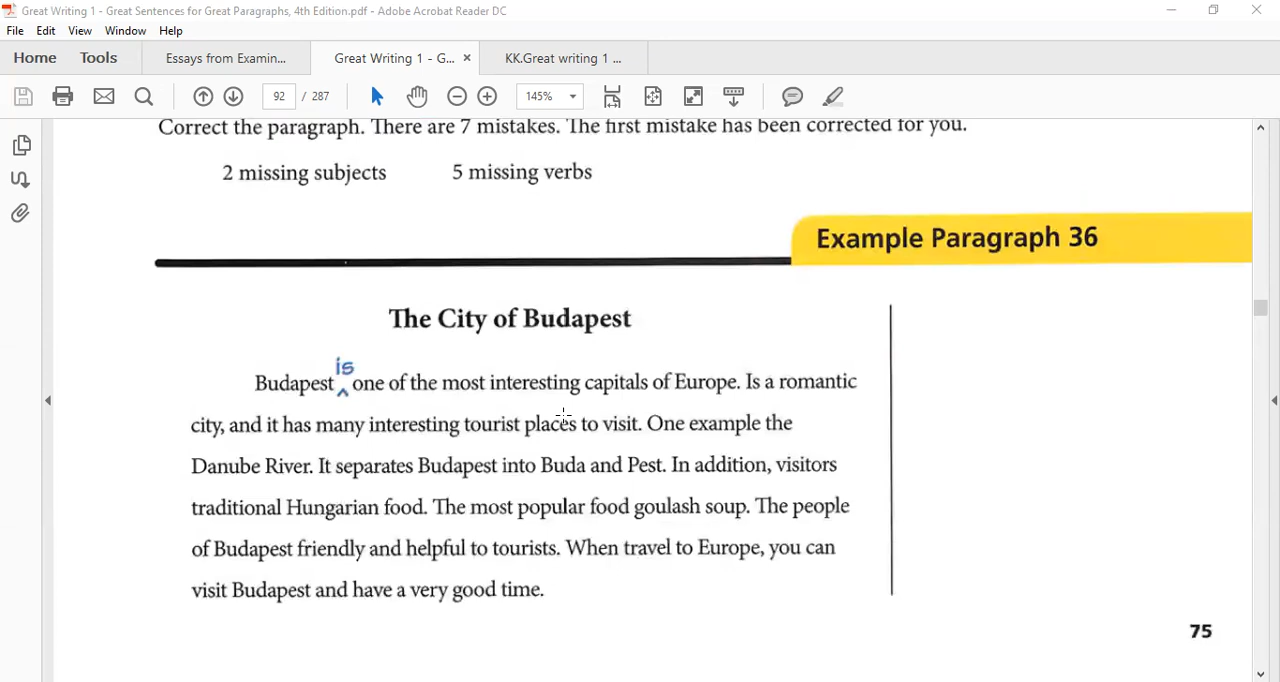 Great Writing 1 - Great Sentences for Great Paragraphs, 4th Edition.pdf - Adobe Acrobat Reader DC
File Edit View Window Help
Home Tools Essays from Examin... Great Writing 1 - G... × KK.Great writing 1 ...
92 / 287 145%
Correct the paragraph. There are 7 mistakes. The first mistake has been corrected for you.
2 missing subjects 5 missing verbs
Example Paragraph 36
The City of Budapest
is
Budapest ^ one of the most interesting capitals of Europe. Is a romantic
city, and it has many interesting tourist places to visit. One example the
Danube River. It separates Budapest into Buda and Pest. In addition, visitors
traditional Hungarian food. The most popular food goulash soup. The people
of Budapest friendly and helpful to tourists. When travel to Europe, you can
visit Budapest and have a very good time.
75